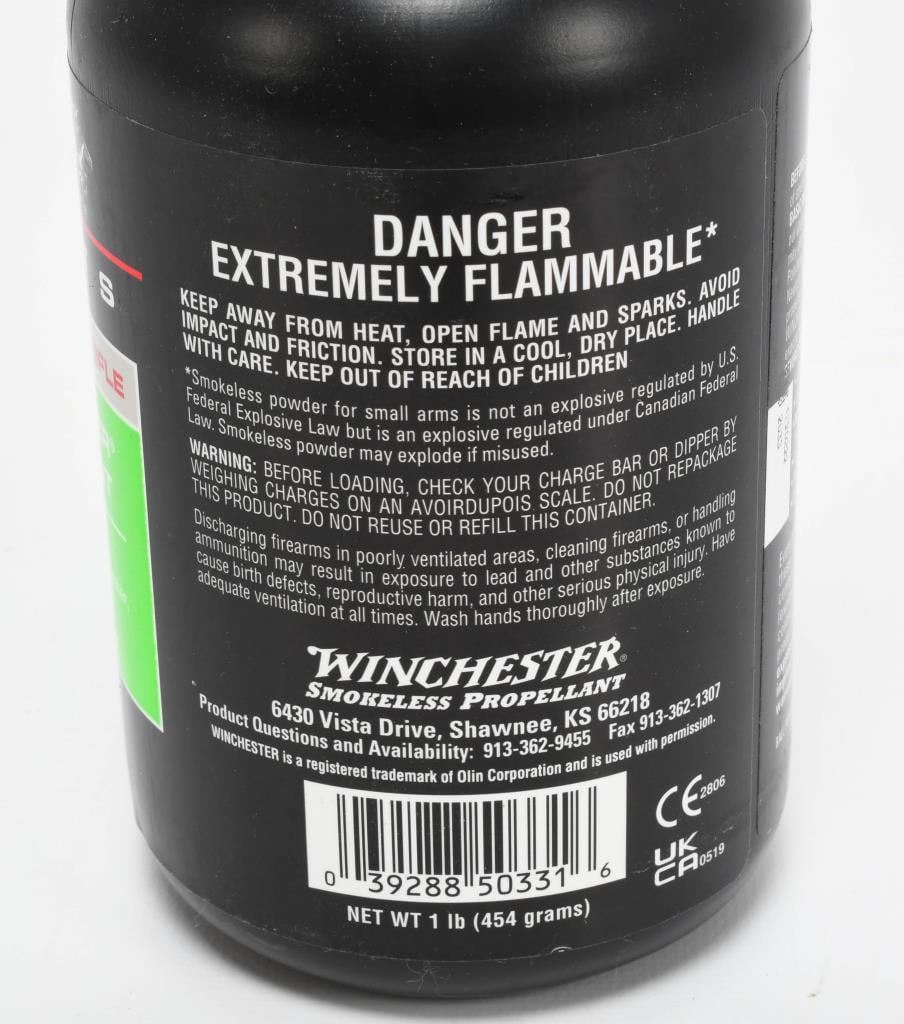 DANGER
EXTREMELY FLAMMABLE*
KEEP AWAY FROM HEAT, OPEN FLAME AND SPARKS. AVOID
IMPACT AND FRICTION. STORE IN A COOL, DRY PLACE. HANDLE
WITH CARE. KEEP OUT OF REACH OF CHILDREN
*Smokeless powder for small arms is not an explosive regulated by U.S.
Federal Explosive Law but is an explosive regulated under Canadian Federal
Law. Smokeless powder may explode if misused.
WARNING: BEFORE LOADING, CHECK YOUR CHARGE BAR OR DIPPER BY
WEIGHING CHARGES ON AN AVOIRDUPOIS SCALE. DO NOT REPACKAGE
THIS PRODUCT. DO NOT REUSE OR REFILL THIS CONTAINER.
Discharging firearms in poorly ventilated areas, cleaning firearms, or handling
ammunition may result in exposure to lead and other substances known to
cause birth defects, reproductive harm, and other serious physical injury. Have
adequate ventilation at all times. Wash hands thoroughly after exposure.
WINCHESTER®
SMOKELESS PROPELLANT
6430 Vista Drive, Shawnee, KS 66218
Product Questions and Availability: 913-362-9455 Fax 913-362-1307
WINCHESTER is a registered trademark of Olin Corporation and is used with permission.
CE 2806
UK
CA 0519
0 39288 50331 6
NET WT 1 lb (454 grams)
S